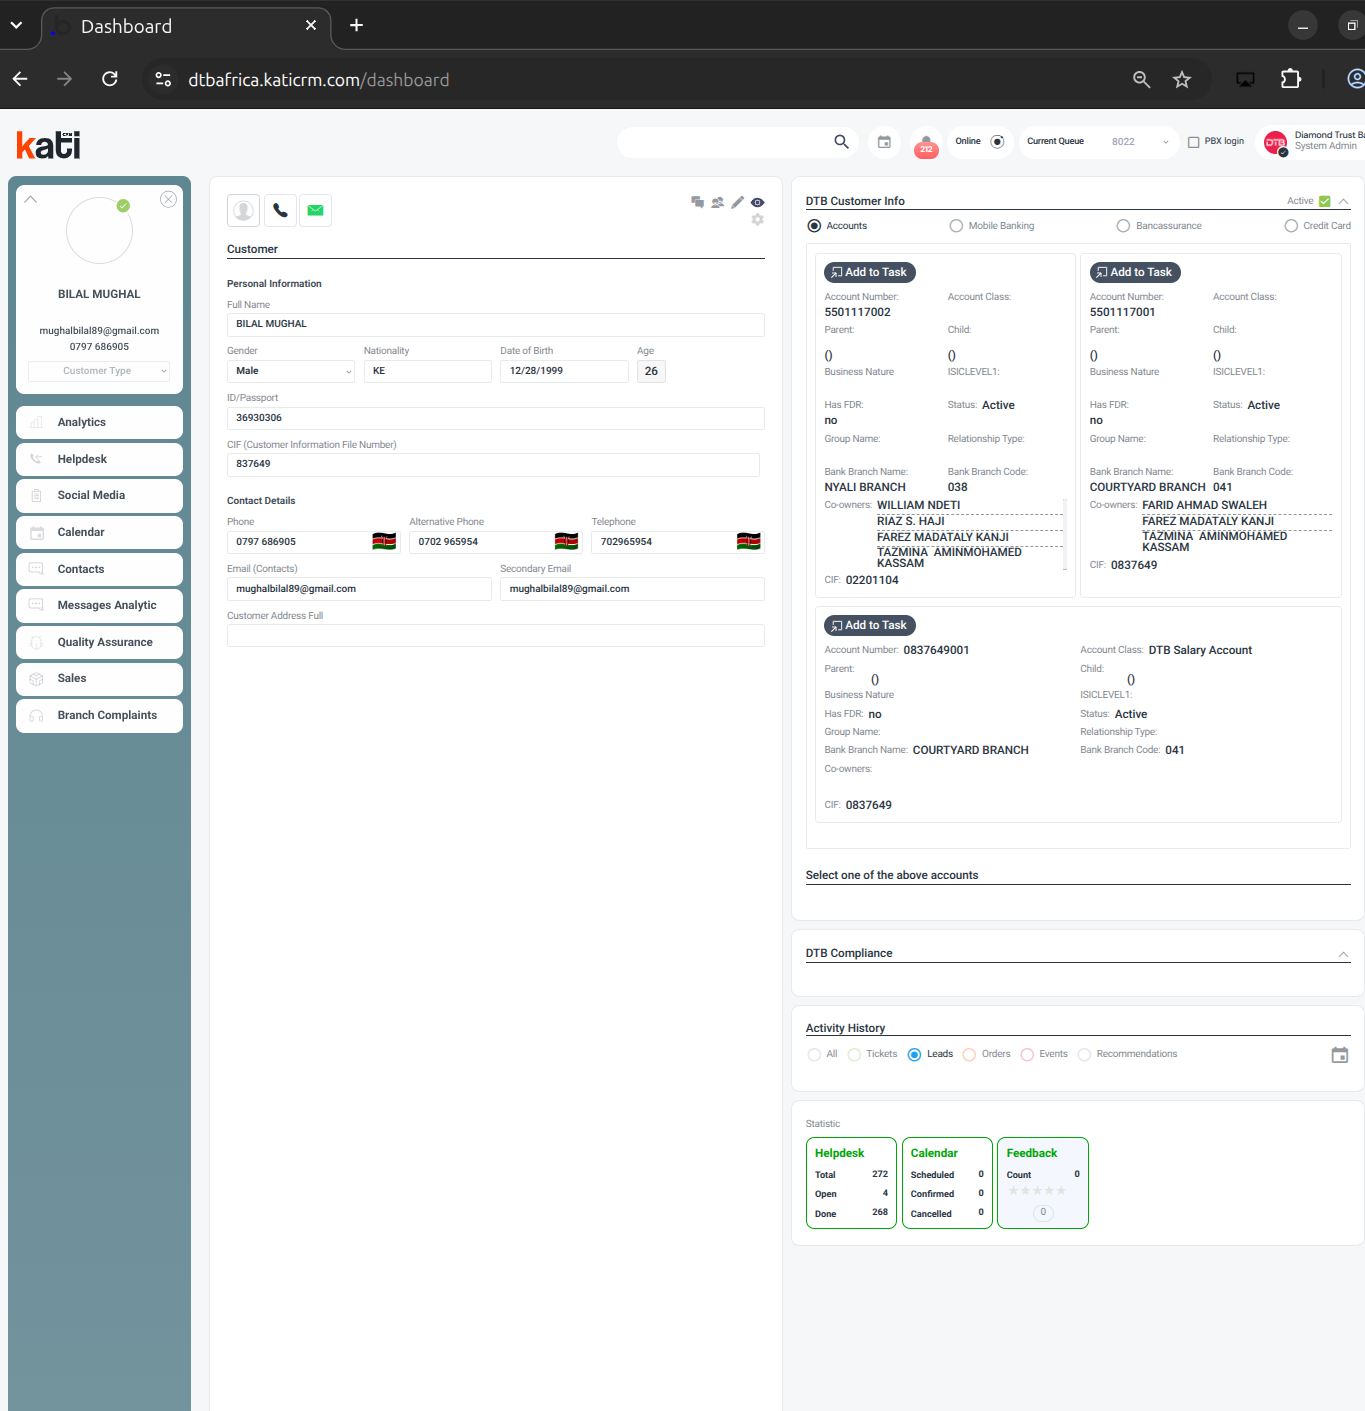 Dashboard
dtbafrica.katicrm.com/dashboard
kati
212
Online
Current Queue
8022
PBX login
DTB
Diamond Trust Ba
System Admin
BILAL MUGHAL
mughalbilal89@gmail.com
0797 686905
Customer Type
Analytics
Helpdesk
Social Media
Calendar
Contacts
Messages Analytic
Quality Assurance
Sales
Branch Complaints
Customer
Personal Information
Full Name
BILAL MUGHAL
Gender Nationality Date of Birth Age
Male KE 12/28/1999 26
ID/Passport
36930306
CIF (Customer Information File Number)
837649
Contact Details
Phone Alternative Phone Telephone
0797 686905 0702 965954 702965954
Email (Contacts) Secondary Email
mughalbilal89@gmail.com mughalbilal89@gmail.com
Customer Address Full
DTB Customer Info
Active
Accounts Mobile Banking Bancassurance Credit Card
Add to Task
Account Number: Account Class:
5501117002
Parent: Child:
() ()
Business Nature ISICLEVEL1:
Has FDR: Status: Active
no
Group Name: Relationship Type:
Bank Branch Name: Bank Branch Code:
NYALI BRANCH 038
Co-owners: WILLIAM NDETI
RIAZ S. HAJI
FAREZ MADATALY KANJI
TAZMINA AMINMOHAMED
KASSAM
CIF: 02201104
Add to Task
Account Number: Account Class:
5501117001
Parent: Child:
() ()
Business Nature ISICLEVEL1:
Has FDR: Status: Active
no
Group Name: Relationship Type:
Bank Branch Name: Bank Branch Code:
COURTYARD BRANCH 041
Co-owners: FARID AHMAD SWALEH
FAREZ MADATALY KANJI
TAZMINA AMINMOHAMED
KASSAM
CIF: 0837649
Add to Task
Account Number: 0837649001 Account Class: DTB Salary Account
Parent: Child:
() ()
Business Nature ISICLEVEL1:
Has FDR: no Status: Active
Group Name: Relationship Type:
Bank Branch Name: COURTYARD BRANCH Bank Branch Code: 041
Co-owners:
CIF: 0837649
Select one of the above accounts
DTB Compliance
Activity History
All Tickets Leads Orders Events Recommendations
Statistic
Helpdesk
Total 272
Open 4
Done 268
Calendar
Scheduled 0
Confirmed 0
Cancelled 0
Feedback
Count 0
0